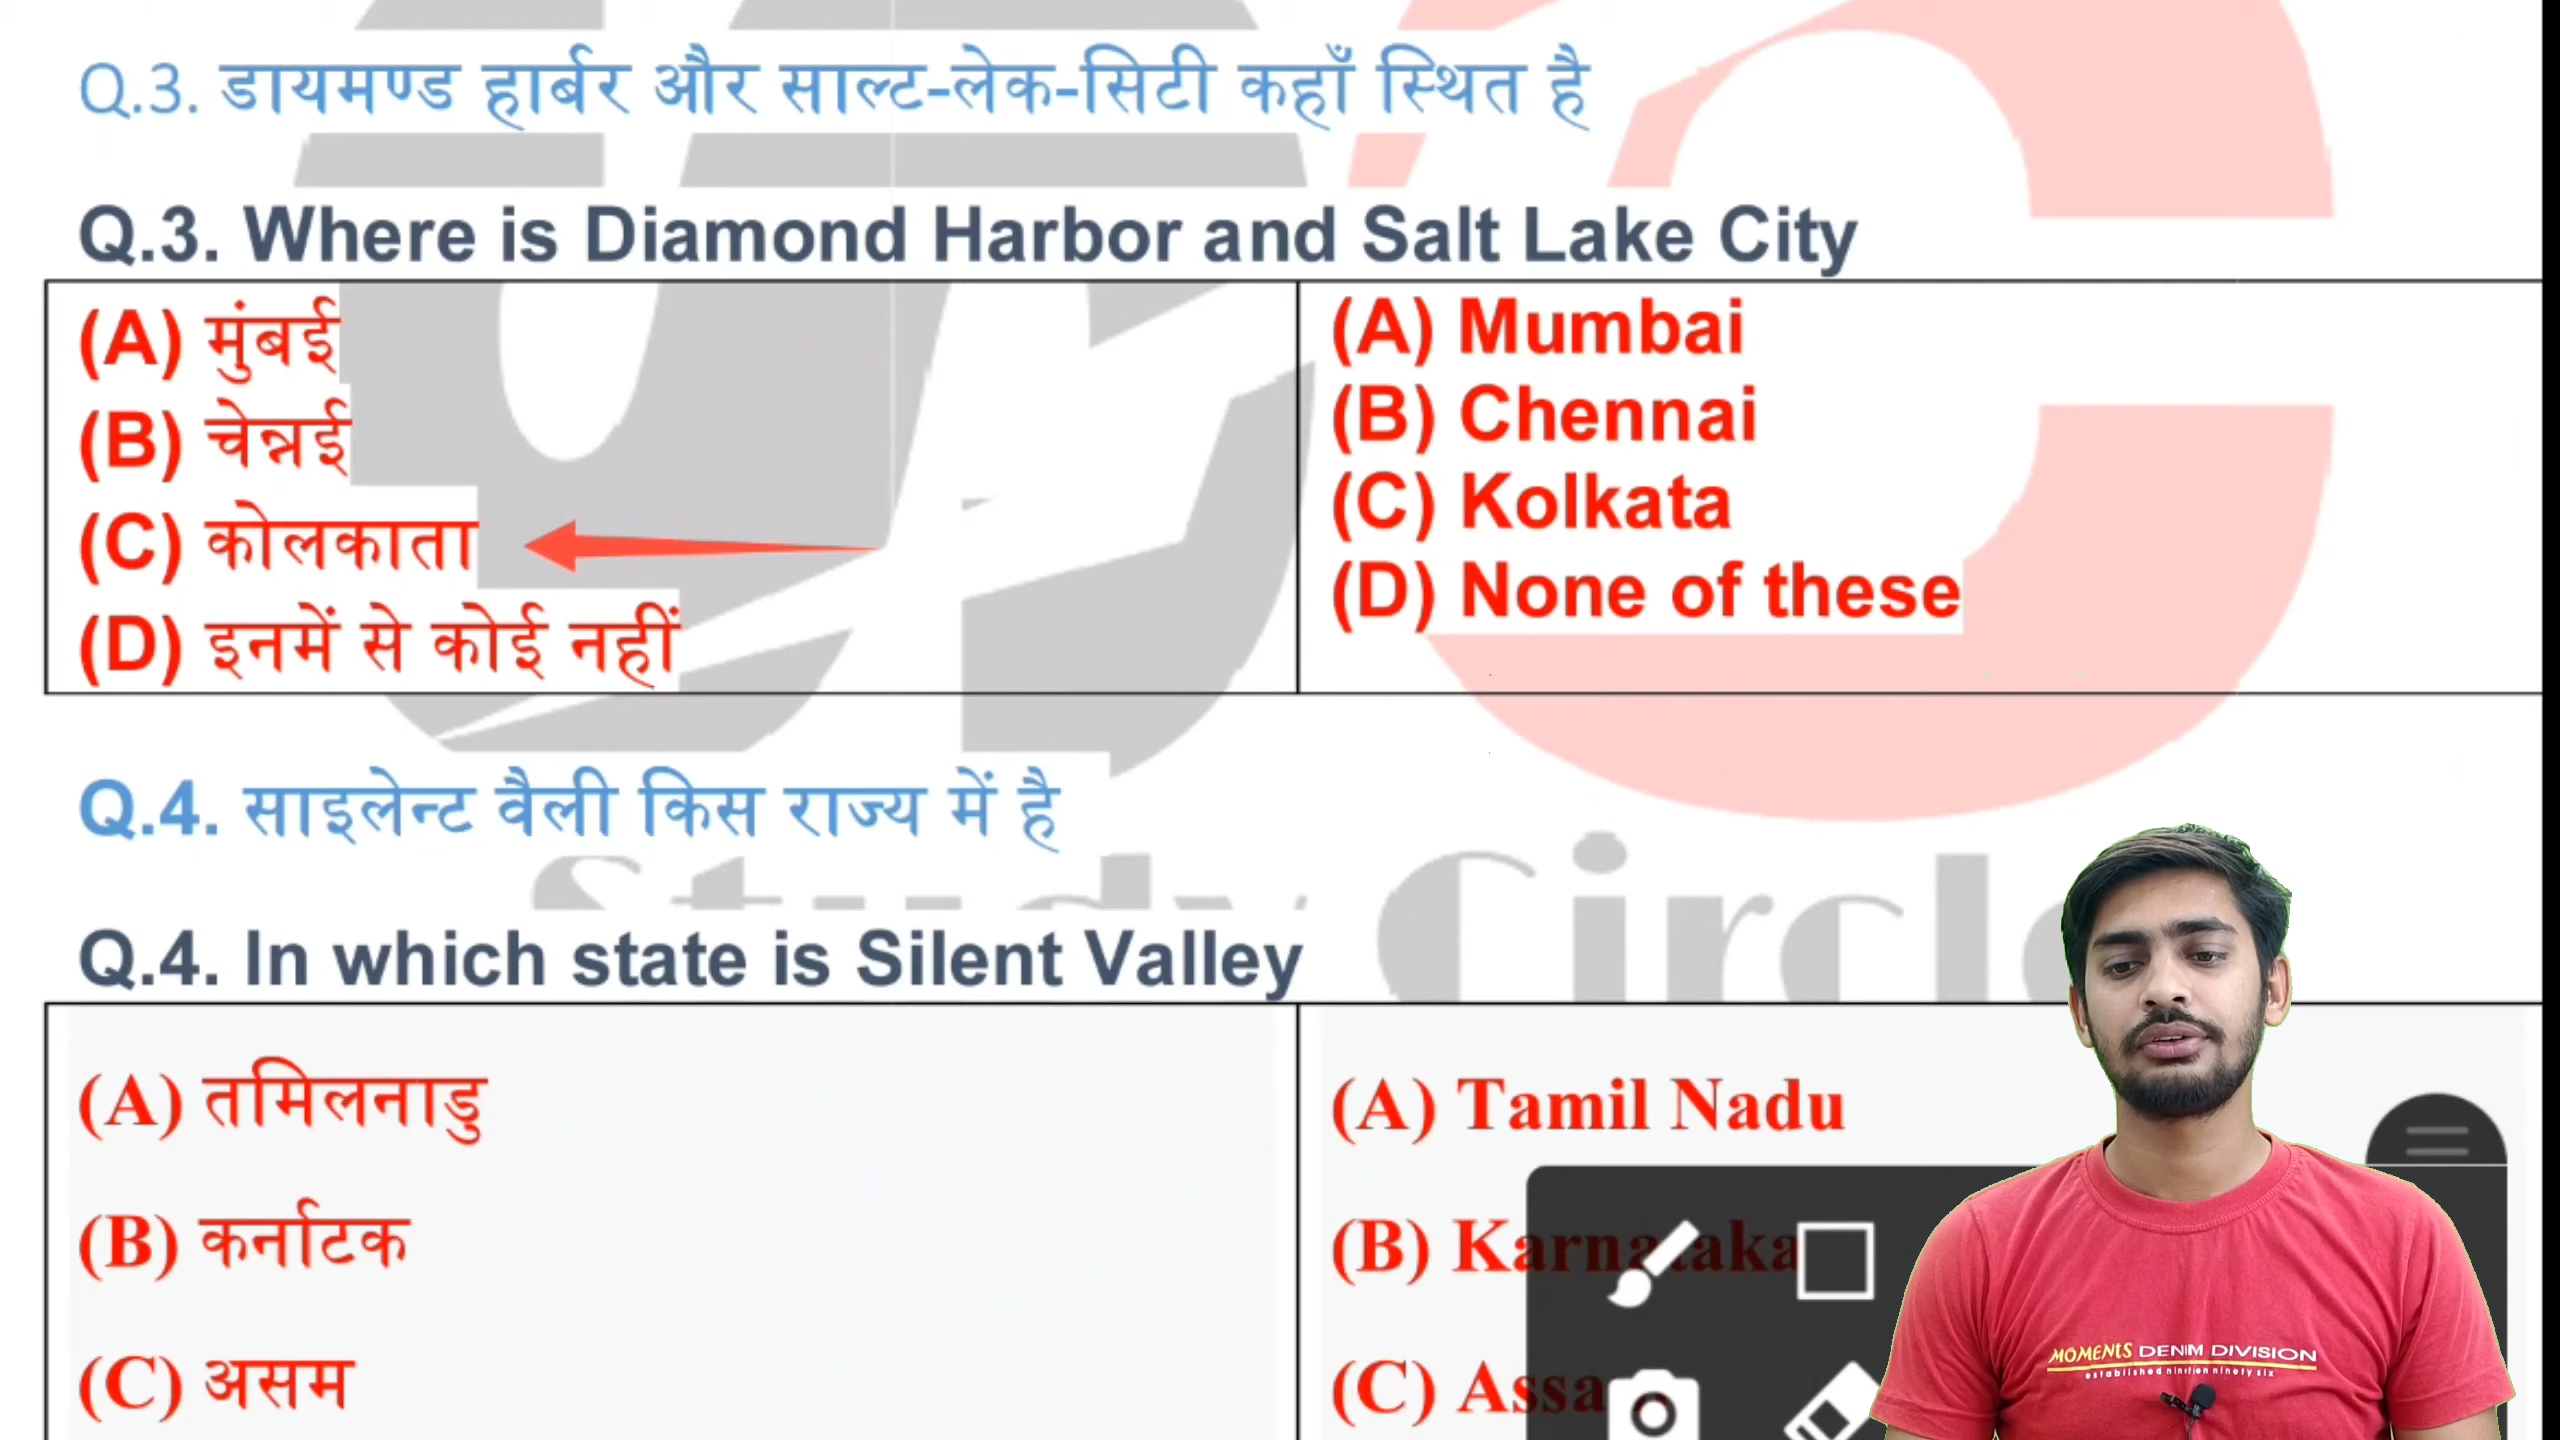 Q.3. डायमण्ड हार्बर और साल्ट-लेक-सिटी कहाँ स्थित है
Q.3. Where is Diamond Harbor and Salt Lake City
(A) मुंबई
(B) चेन्नई
(C) कोलकाता
(D) इनमें से कोई नहीं
(A) Mumbai
(B) Chennai
(C) Kolkata
(D) None of these
Q.4. साइलेन्ट वैली किस राज्य में है
Study Circle
Q.4. In which state is Silent Valley
(A) तमिलनाडु
(B) कर्नाटक
(C) असम
(A) Tamil Nadu
(B) Karnataka
(C)
MOMENTS DENIM DIVISION
established ninetien ninety six